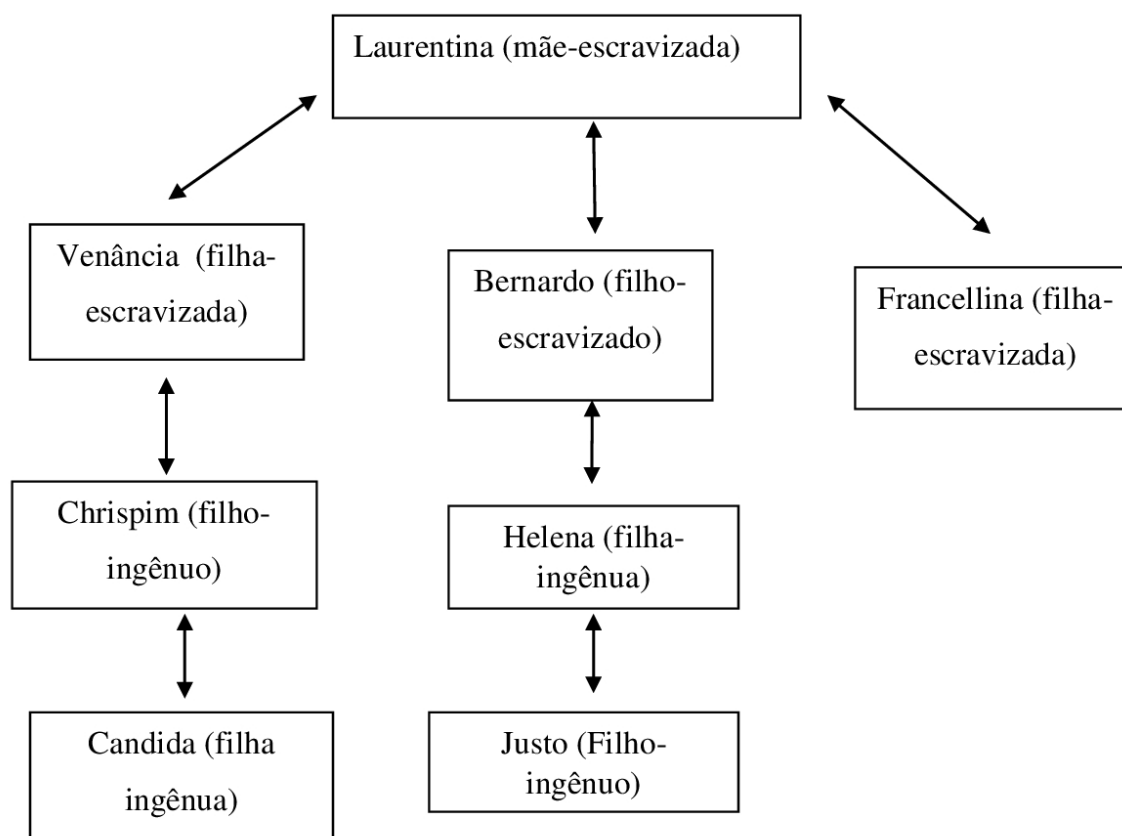 Laurentina (mãe-escravizada)
Venância (filha-
escravizada)
Bernardo (filho-
escravizado)
Francellina (filha-
escravizada)
Chrispim (filho-
ingênuo)
Helena (filha-
ingênua)
Candida (filha
ingênua)
Justo (Filho-
ingênuo)